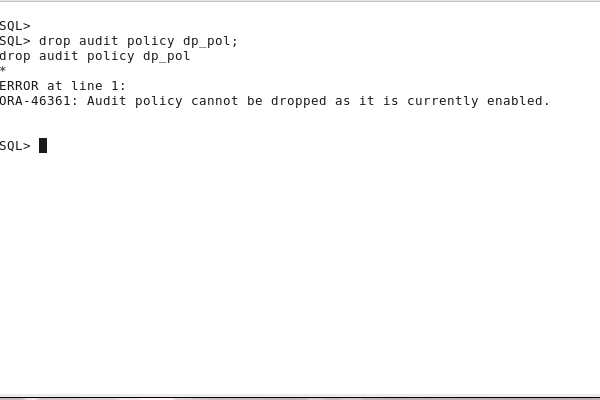 SQL>
SQL> drop audit policy dp_pol;
drop audit policy dp_pol
*
ERROR at line 1:
ORA-46361: Audit policy cannot be dropped as it is currently enabled.
SQL>